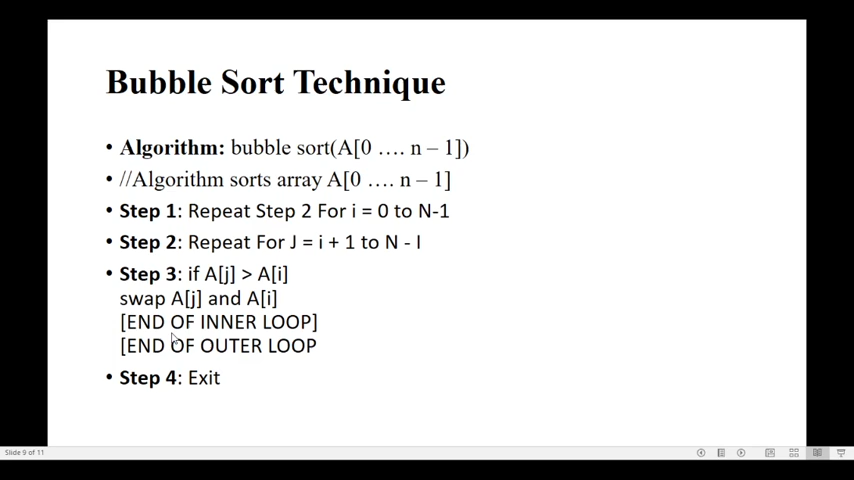 Bubble Sort Technique
• Algorithm: bubble sort(A[0 …. n – 1])
• //Algorithm sorts array A[0 …. n – 1]
• Step 1: Repeat Step 2 For i = 0 to N-1
• Step 2: Repeat For J = i + 1 to N - I
• Step 3: if A[j] > A[i]
swap A[j] and A[i]
[END OF INNER LOOP]
[END OF OUTER LOOP
• Step 4: Exit
Slide 9 of 11